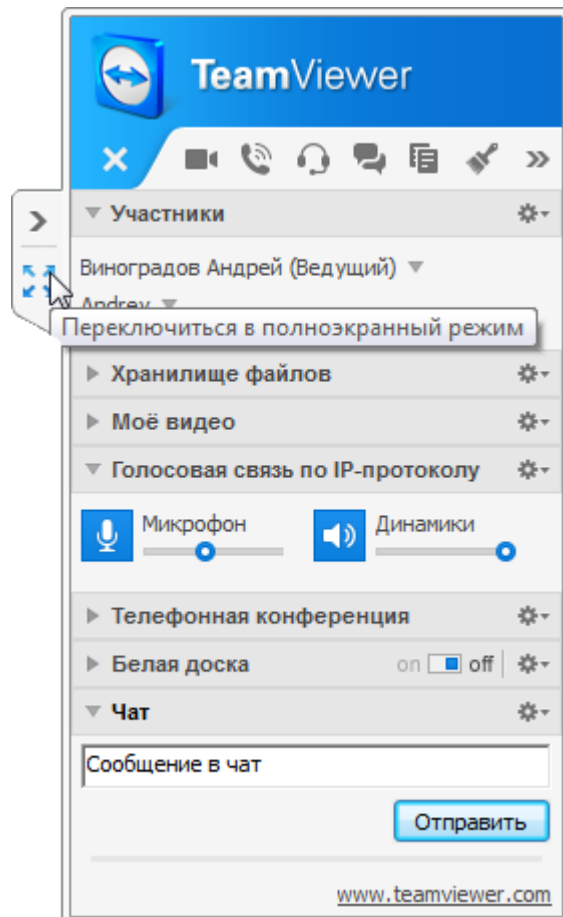 TeamViewer
Участники
Виноградов Андрей (Ведущий)
Andrey
Переключиться в полноэкранный режим
Хранилище файлов
Моё видео
Голосовая связь по IP-протоколу
Микрофон Динамики
Телефонная конференция
Белая доска on off
Чат
Сообщение в чат
Отправить
www.teamviewer.com